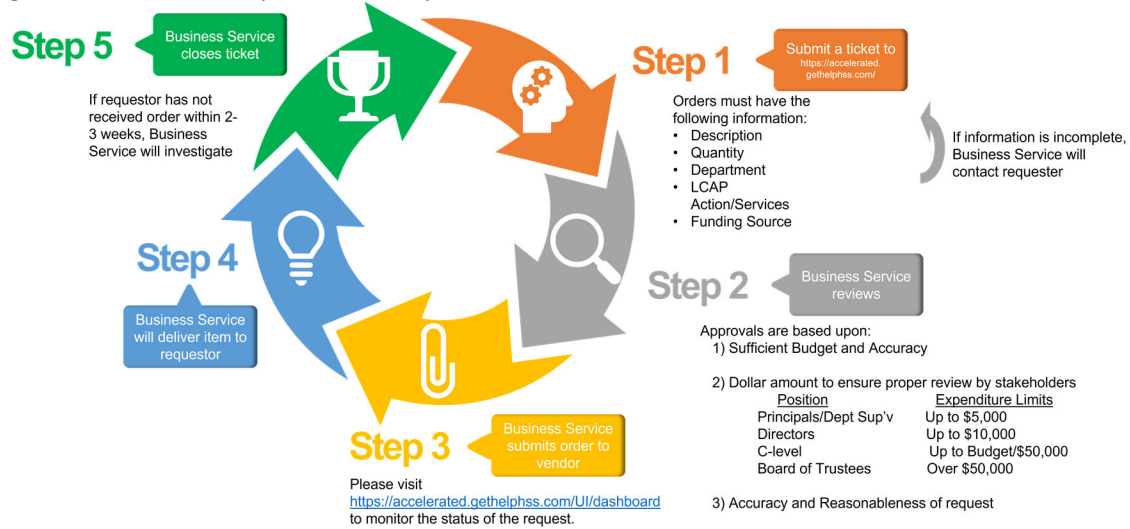 Step 1
Submit a ticket to
https://accelerated.
gethelphss.com/
Orders must have the
following information:
• Description
• Quantity
• Department
• LCAP
Action/Services
• Funding Source
If information is incomplete,
Business Service will
contact requester
Step 2
Business Service
reviews
Approvals are based upon:
1) Sufficient Budget and Accuracy
2) Dollar amount to ensure proper review by stakeholders
Position Expenditure Limits
Principals/Dept Sup'v Up to $5,000
Directors Up to $10,000
C-level Up to Budget/$50,000
Board of Trustees Over $50,000
3) Accuracy and Reasonableness of request
Step 3
Business Service
submits order to
vendor
Please visit
https://accelerated.gethelphss.com/UI/dashboard
to monitor the status of the request.
Step 4
Business Service
will deliver item to
requestor
Step 5
Business Service
closes ticket
If requestor has not
received order within 2-
3 weeks, Business
Service will investigate